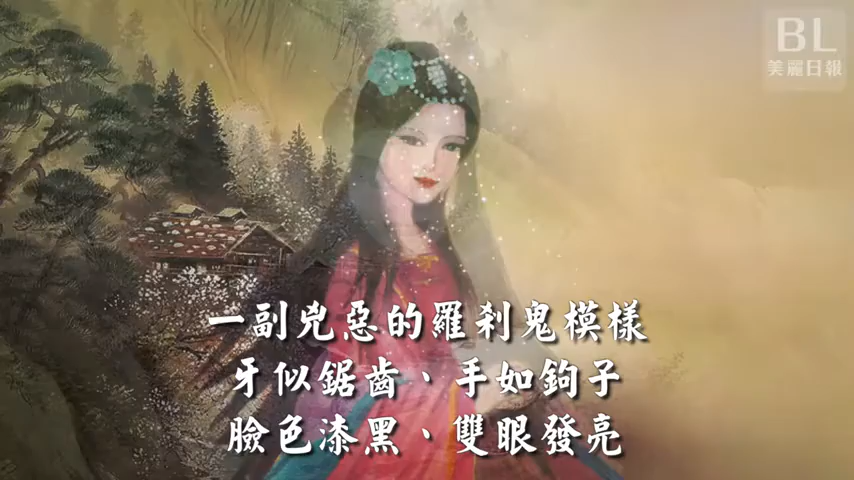 BL
美麗日報
一副兇惡的羅剎鬼模樣
牙似鋸齒、手如鉤子
臉色漆黑、雙眼發亮